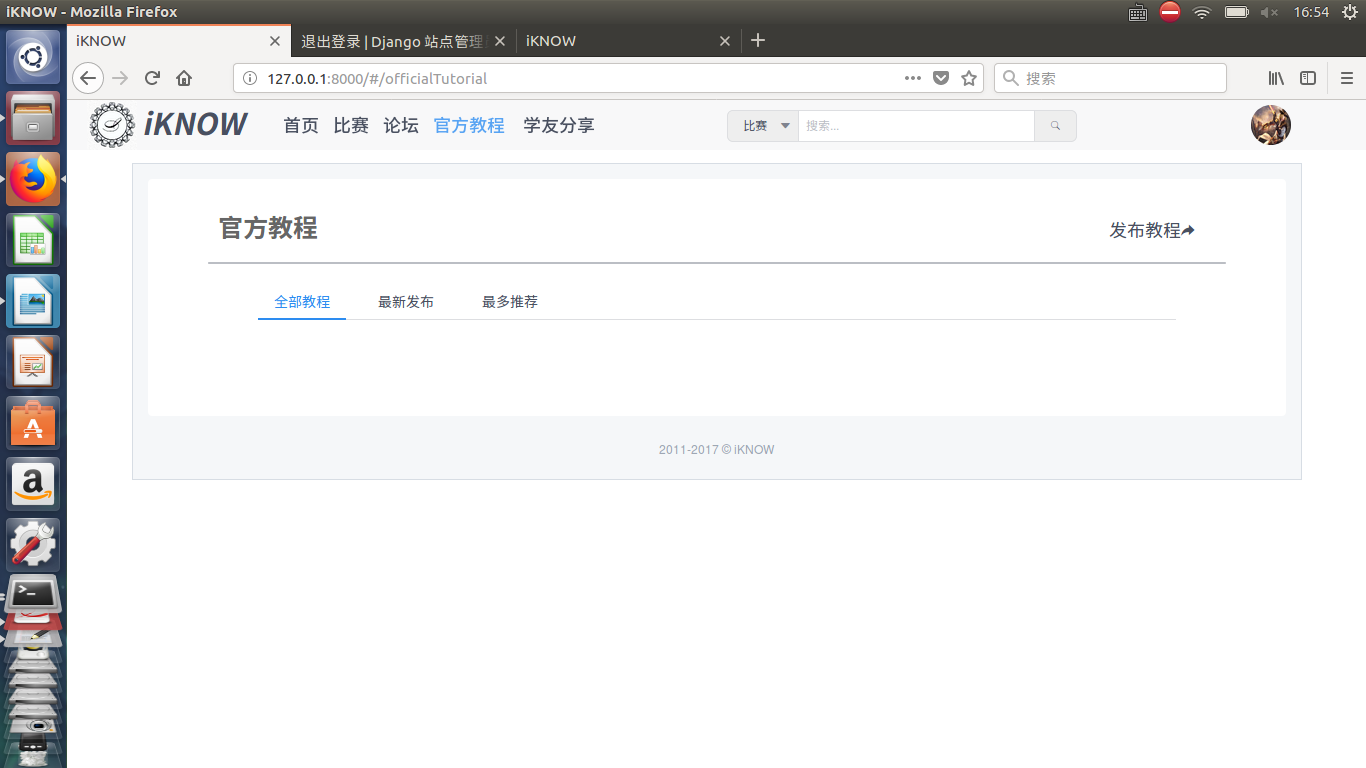 iKNOW - Mozilla Firefox
16:54
iKNOW
退出登录 | Django 站点管理
iKNOW
127.0.0.1:8000/#/officialTutorial
搜索
iKNOW
首页 比赛 论坛 官方教程 学友分享
比赛 搜索...
官方教程
发布教程
全部教程 最新发布 最多推荐
2011-2017 © iKNOW